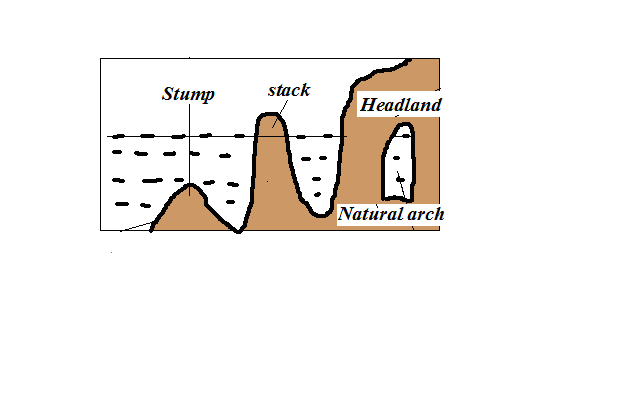 Stump
stack
Headland
Natural arch